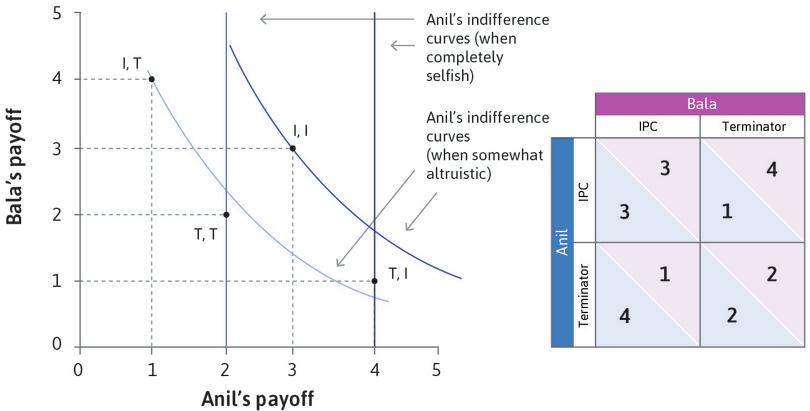 5
4
3
2
1
0
Bala's payoff
0
1
2
3
4
5
Anil's payoff
I, T
I, I
T, T
T, I
Anil's indifference
curves (when
completely
selfish)
Anil's indifference
curves
(when somewhat
altruistic)
Bala
IPC
Terminator
Anil
IPC
3
3
4
1
Terminator
1
4
2
2